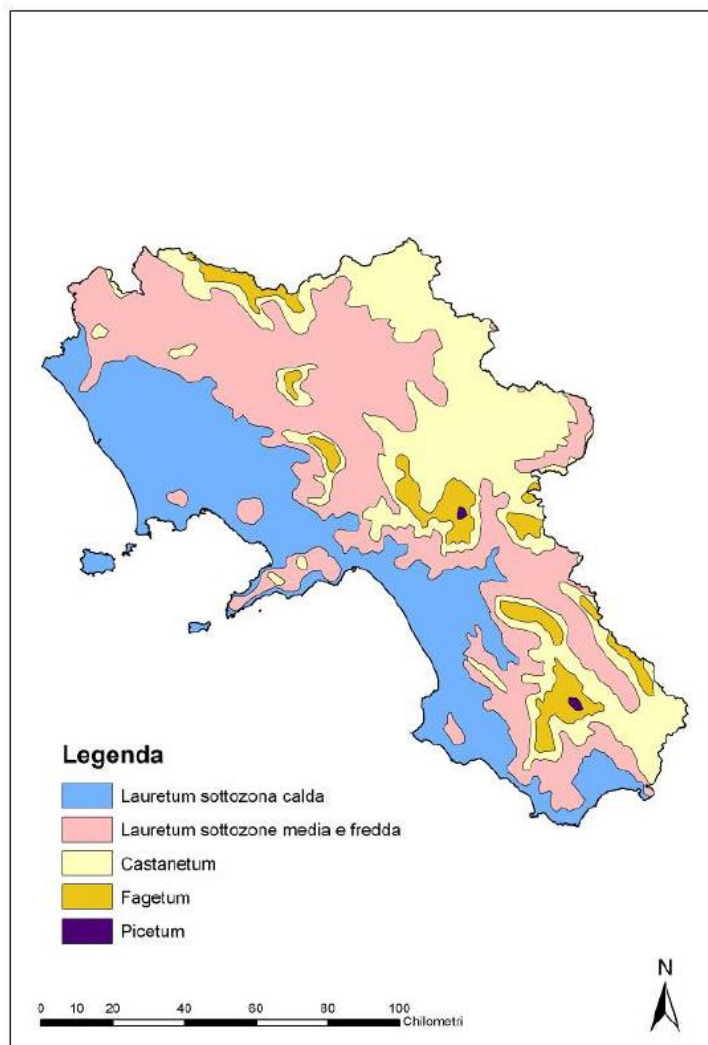 Legenda
Lauretum sottozona calda
Lauretum sottozone media e fredda
Castanetum
Fagetum
Picetum
N
0 10 20 40 60 80 100
Chilometri